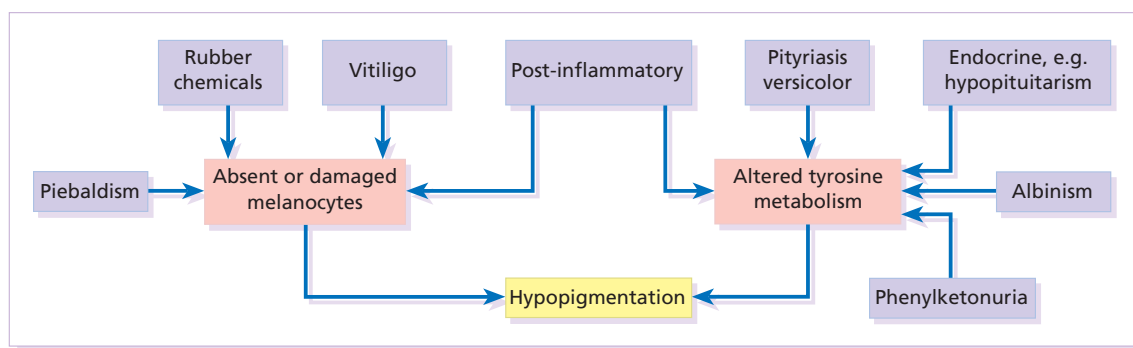 Rubber
chemicals
Vitiligo
Post-inflammatory
Pityriasis
versicolor
Endocrine, e.g.
hypopituitarism
Piebaldism
Absent or damaged
melanocytes
Altered tyrosine
metabolism
Albinism
Hypopigmentation
Phenylketonuria